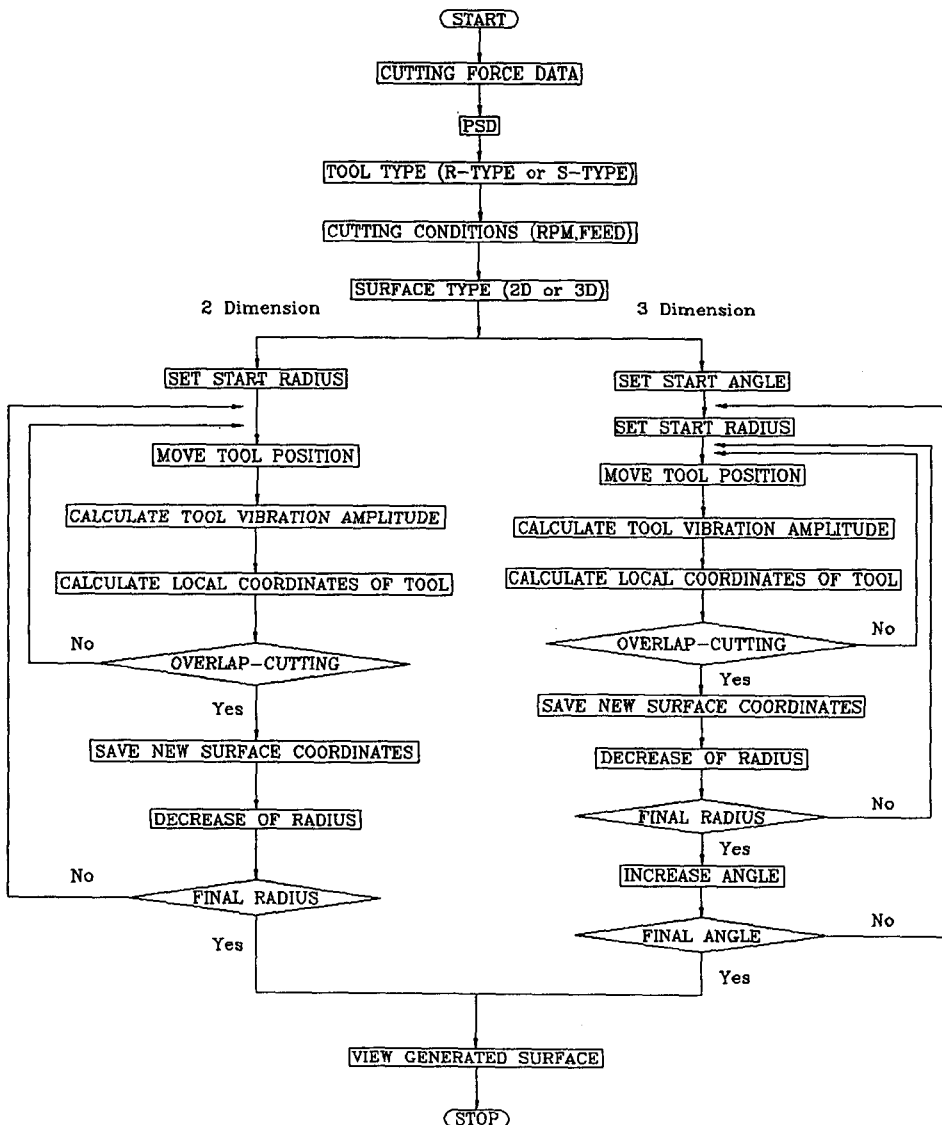 START
CUTTING FORCE DATA
PSD
TOOL TYPE (R-TYPE or S-TYPE)
CUTTING CONDITIONS (RPM,FEED)
SURFACE TYPE (2D or 3D)
2 Dimension
SET START RADIUS
MOVE TOOL POSITION
CALCULATE TOOL VIBRATION AMPLITUDE
CALCULATE LOCAL COORDINATES OF TOOL
No
OVERLAP-CUTTING
Yes
SAVE NEW SURFACE COORDINATES
DECREASE OF RADIUS
No
FINAL RADIUS
Yes
3 Dimension
SET START ANGLE
SET START RADIUS
MOVE TOOL POSITION
CALCULATE TOOL VIBRATION AMPLITUDE
CALCULATE LOCAL COORDINATES OF TOOL
OVERLAP-CUTTING
No
Yes
SAVE NEW SURFACE COORDINATES
DECREASE OF RADIUS
FINAL RADIUS
No
Yes
INCREASE ANGLE
FINAL ANGLE
No
Yes
VIEW GENERATED SURFACE
STOP